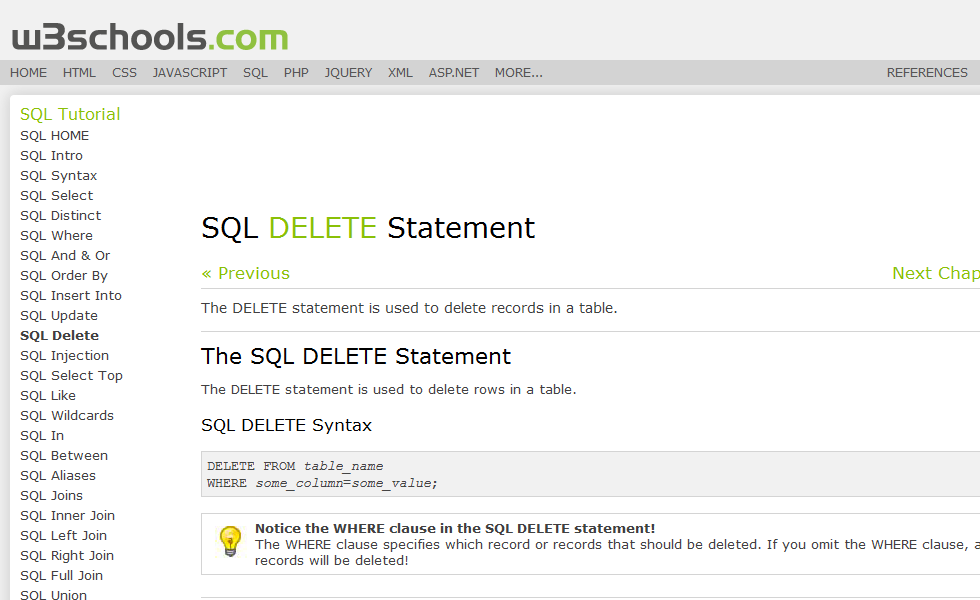 w3schools.com
HOME HTML CSS JAVASCRIPT SQL PHP JQUERY XML ASP.NET MORE... REFERENCES
SQL Tutorial
SQL HOME
SQL Intro
SQL Syntax
SQL Select
SQL Distinct
SQL Where
SQL And & Or
SQL Order By
SQL Insert Into
SQL Update
SQL Delete
SQL Injection
SQL Select Top
SQL Like
SQL Wildcards
SQL In
SQL Between
SQL Aliases
SQL Joins
SQL Inner Join
SQL Left Join
SQL Right Join
SQL Full Join
SQL Union
SQL DELETE Statement
« Previous Next Chap
The DELETE statement is used to delete records in a table.
The SQL DELETE Statement
The DELETE statement is used to delete rows in a table.
SQL DELETE Syntax
DELETE FROM table_name
WHERE some_column=some_value;
Notice the WHERE clause in the SQL DELETE statement!
The WHERE clause specifies which record or records that should be deleted. If you omit the WHERE clause,
records will be deleted!